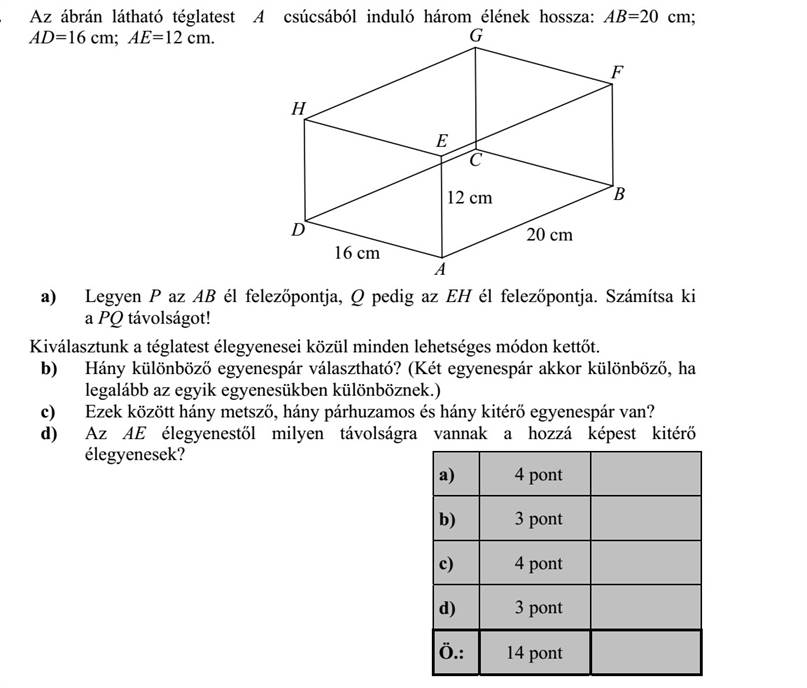 Az ábrán látható téglatest A csúcsából induló három élének hossza: AB=20 cm;
AD=16 cm; AE=12 cm.
G
F
H
E
C
12 cm
B
D
20 cm
16 cm
A
a) Legyen P az AB él felezőpontja, Q pedig az EH él felezőpontja. Számítsa ki
a PQ távolságot!
Kiválasztunk a téglatest élegyenesei közül minden lehetséges módon kettőt.
b) Hány különböző egyenespár választható? (Két egyenespár akkor különböző, ha
legalább az egyik egyenesükben különböznek.)
c) Ezek között hány metsző, hány párhuzamos és hány kitérő egyenespár van?
d) Az AE élegyenestől milyen távolságra vannak a hozzá képest kitérő
élegyenesek?
a) 4 pont
b) 3 pont
c) 4 pont
d) 3 pont
Ö.: 14 pont